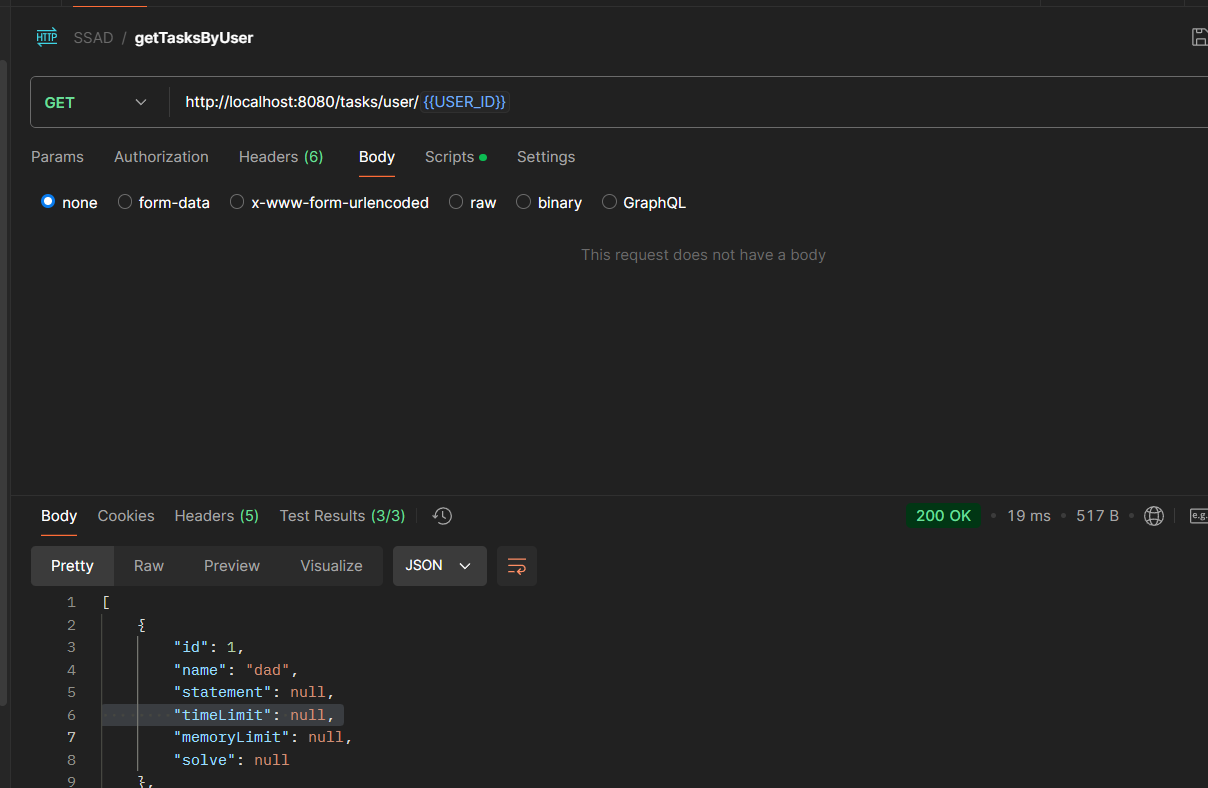 HTTP SSAD / getTasksByUser
GET http://localhost:8080/tasks/user/ {{USER_ID}}
Params Authorization Headers (6) Body Scripts Settings
none form-data x-www-form-urlencoded raw binary GraphQL
This request does not have a body
Body Cookies Headers (5) Test Results (3/3) 200 OK 19 ms 517 B e.g.
Pretty Raw Preview Visualize JSON
1 [
2 {
3 "id": 1,
4 "name": "dad",
5 "statement": null,
6 "timeLimit": null,
7 "memoryLimit": null,
8 "solve": null
9 },